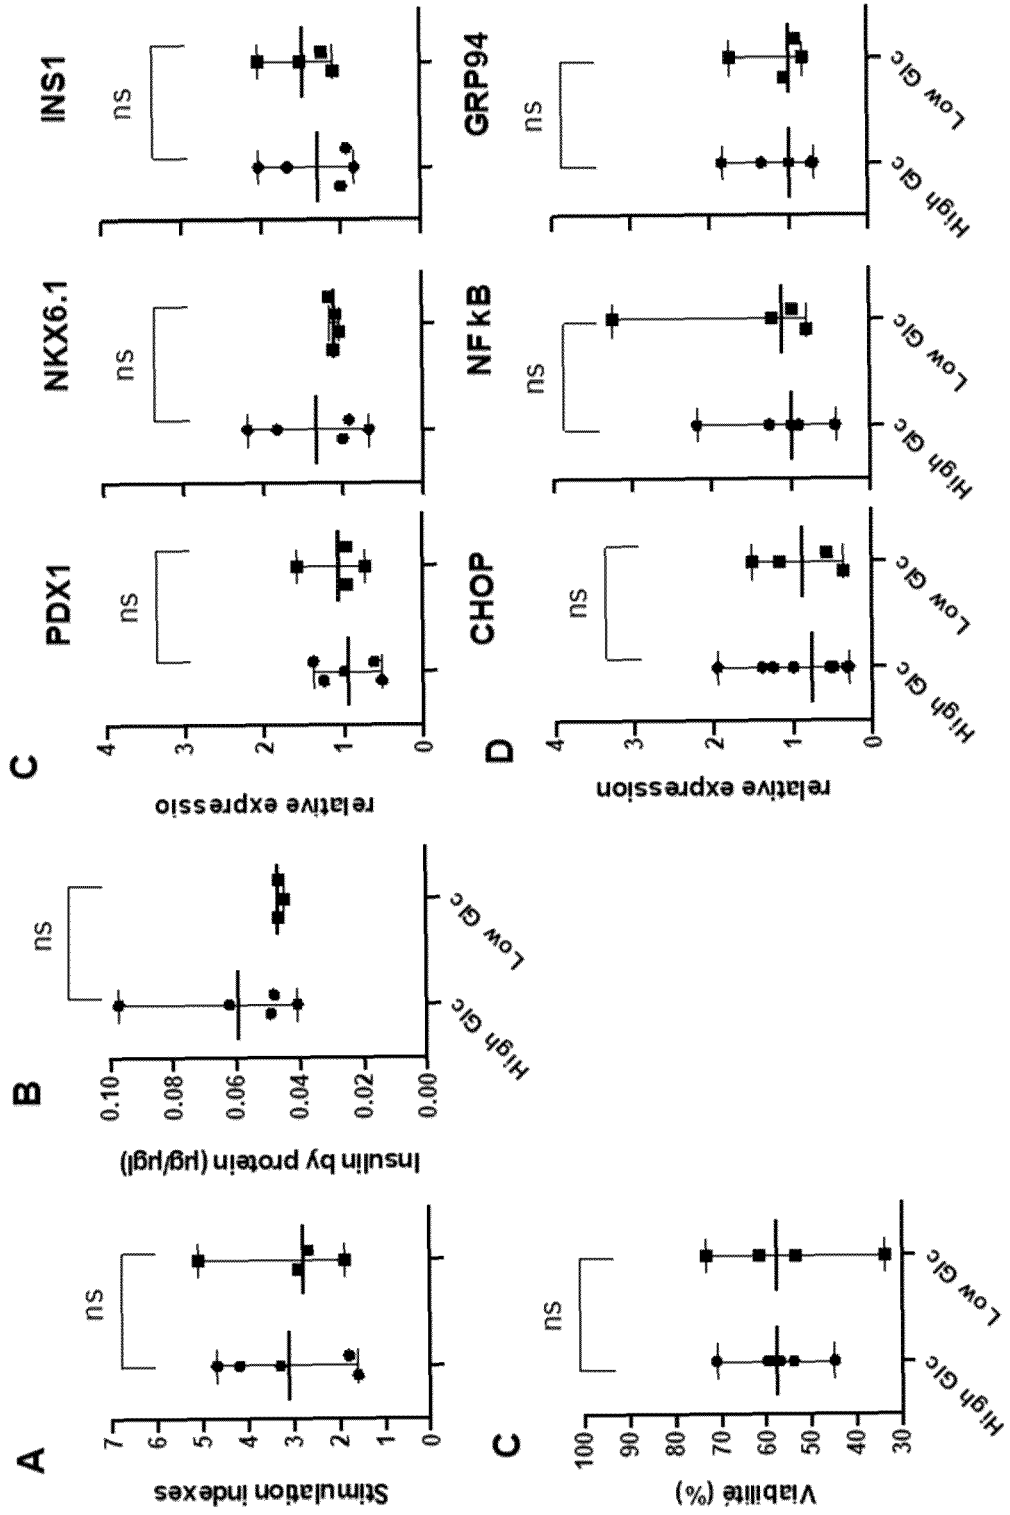 A
Stimulation indexes
7
6
5
4
3
2
1
0
ns
B
Insulin by protein (µg/µgl)
0.10
0.08
0.06
0.04
0.02
0.00
ns
High Glc
Low Glc
C
relative expressio
4
3
2
1
0
PDX1
ns
NKX6.1
ns
INS1
ns
C
Viabilité (%)
100
90
80
70
60
50
40
30
ns
High Glc
Low Glc
D
relative expression
4
3
2
1
0
CHOP
ns
High Glc
Low Glc
NFkB
ns
High Glc
Low Glc
GRP94
ns
High Glc
Low Glc